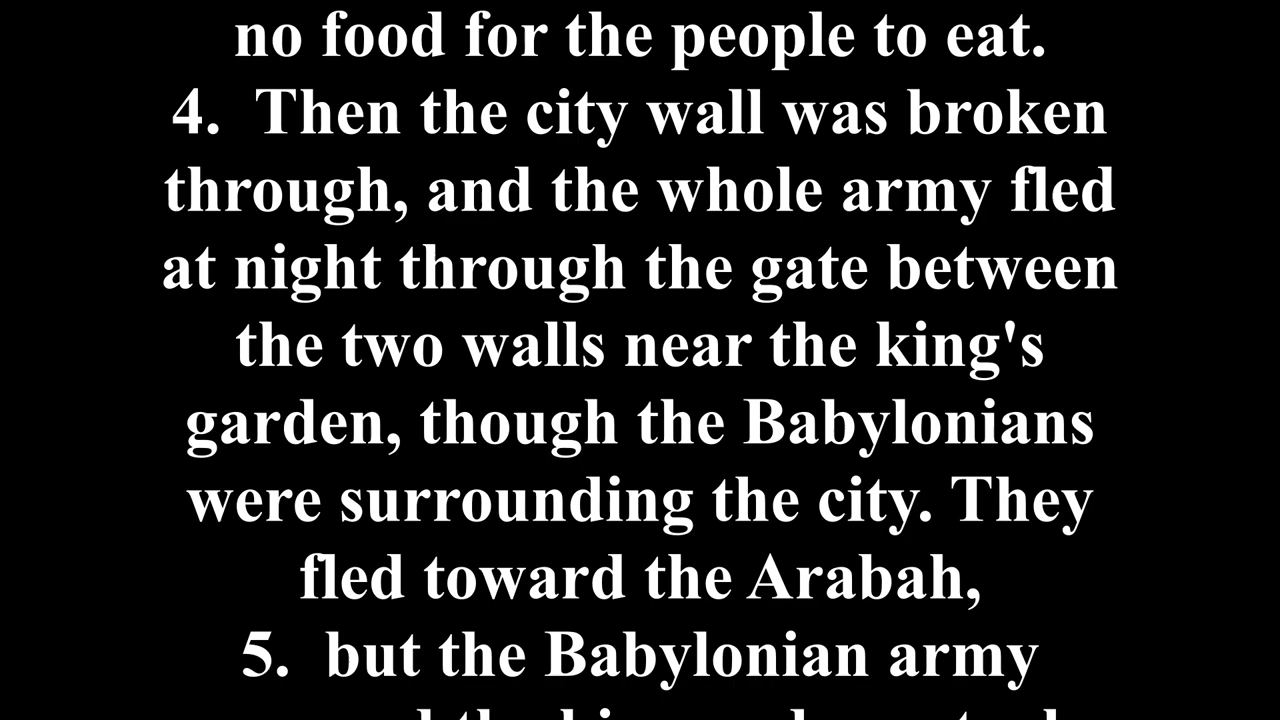 no food for the people to eat.
4.  Then the city wall was broken
through, and the whole army fled
at night through the gate between
the two walls near the king's
garden, though the Babylonians
were surrounding the city. They
fled toward the Arabah,
5.  but the Babylonian army